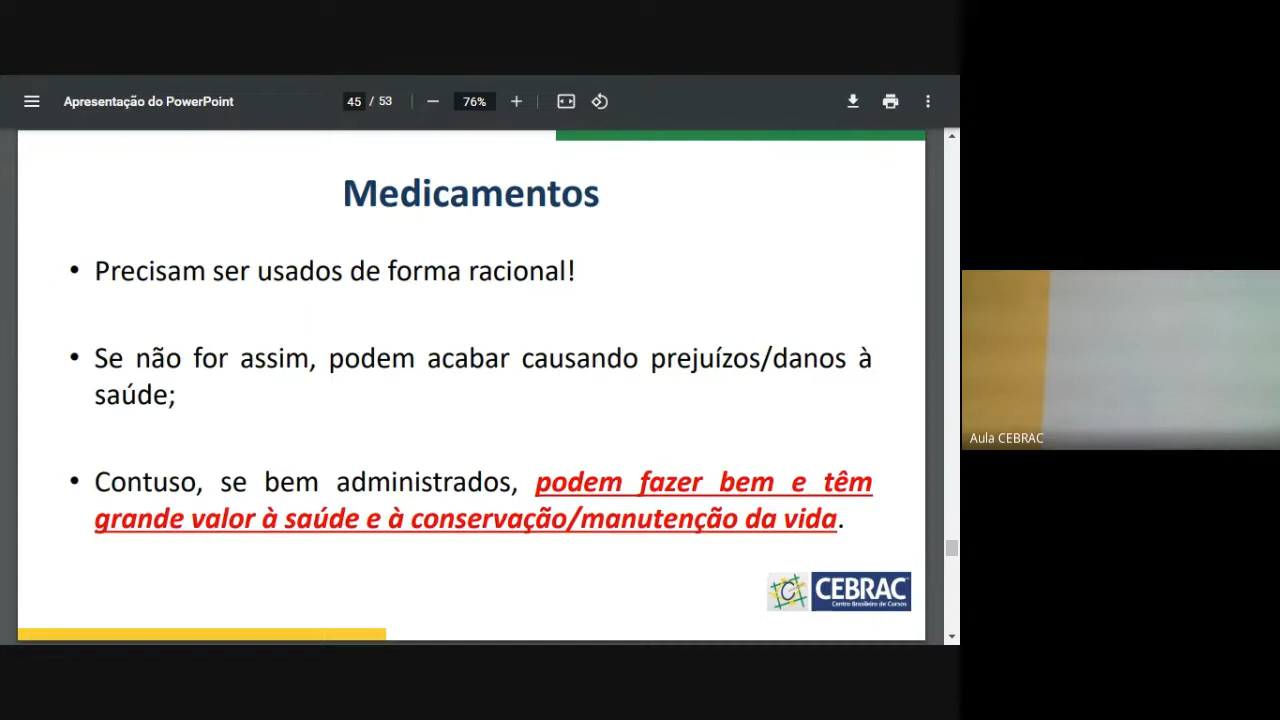 Apresentação do PowerPoint
45 / 53
76%
Medicamentos
• Precisam ser usados de forma racional!
• Se não for assim, podem acabar causando prejuízos/danos à
saúde;
• Contuso, se bem administrados, podem fazer bem e têm
grande valor à saúde e à conservação/manutenção da vida.
C
CEBRAC
Centro Brasileiro de Cursos
Aula CEBRAC